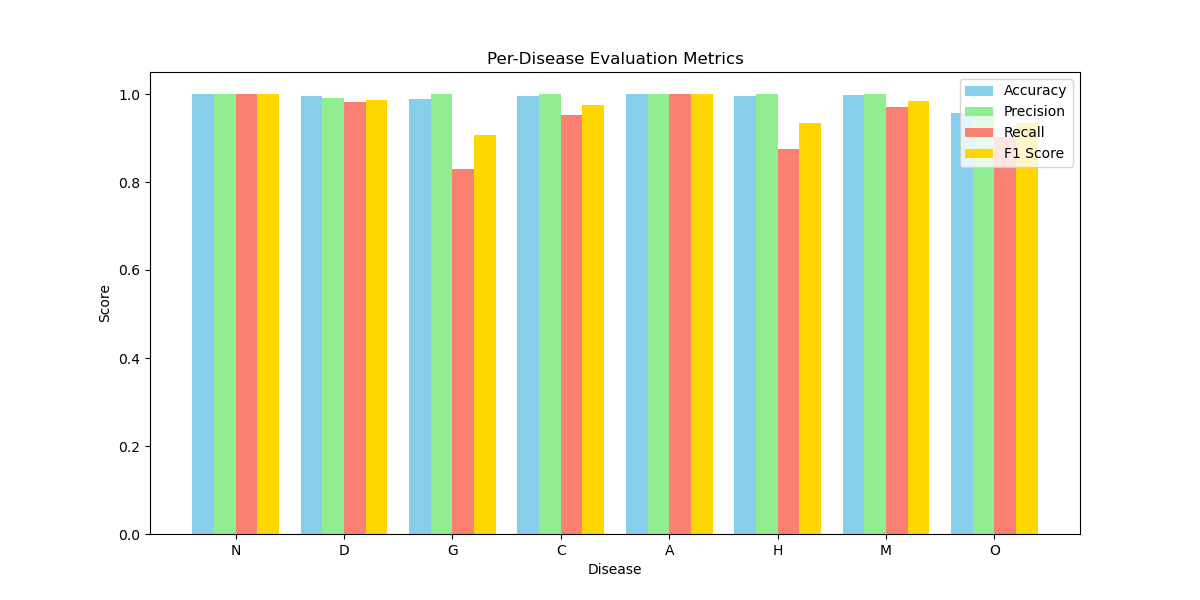 Per-Disease Evaluation Metrics
Accuracy
Precision
Recall
F1 Score
1.0
0.8
0.6
0.4
0.2
0.0
Score
N D G C A H M O
Disease